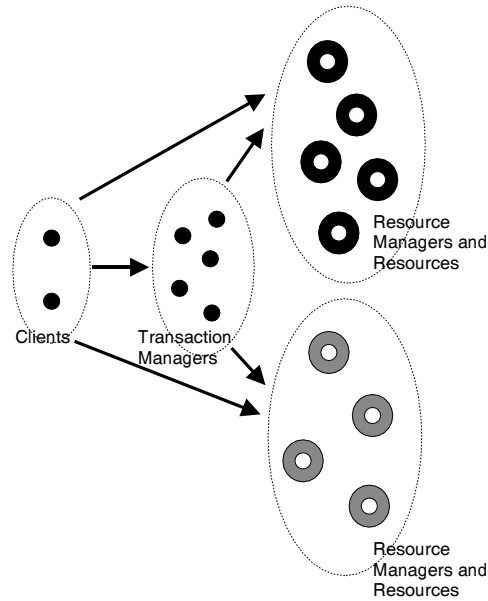 Resource
Managers and
Resources
Clients
Transaction
Managers
Resource
Managers and
Resources